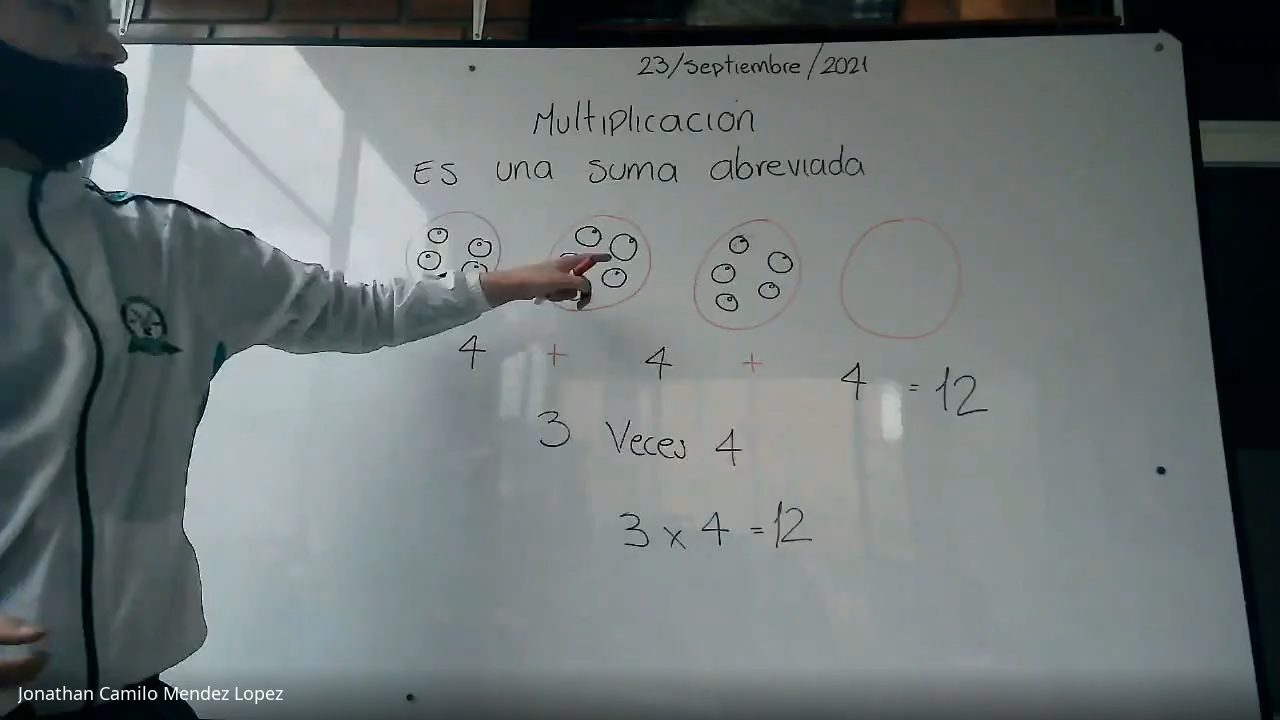 23/Septiembre/2021
Multiplicación
Es una suma abreviada
4 + 4 + 4 = 12
3 Veces 4
3 x 4 = 12
Jonathan Camilo Mendez Lopez